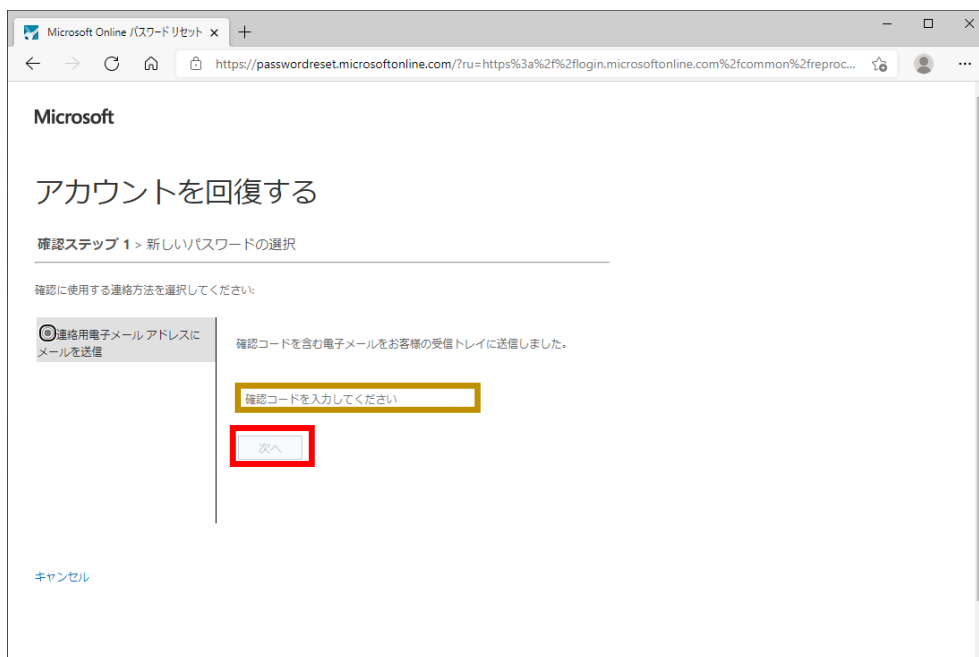 Microsoft Online パスワード リセット
https://passwordreset.microsoftonline.com/?ru=https%3a%2f%2flogin.microsoftonline.com%2fcommon%2freproc...
Microsoft
アカウントを回復する
確認ステップ 1 > 新しいパスワードの選択
確認に使用する連絡方法を選択してください:
連絡用電子メール アドレスに
メールを送信
確認コードを含む電子メールをお客様の受信トレイに送信しました。
確認コードを入力してください
次へ
キャンセル